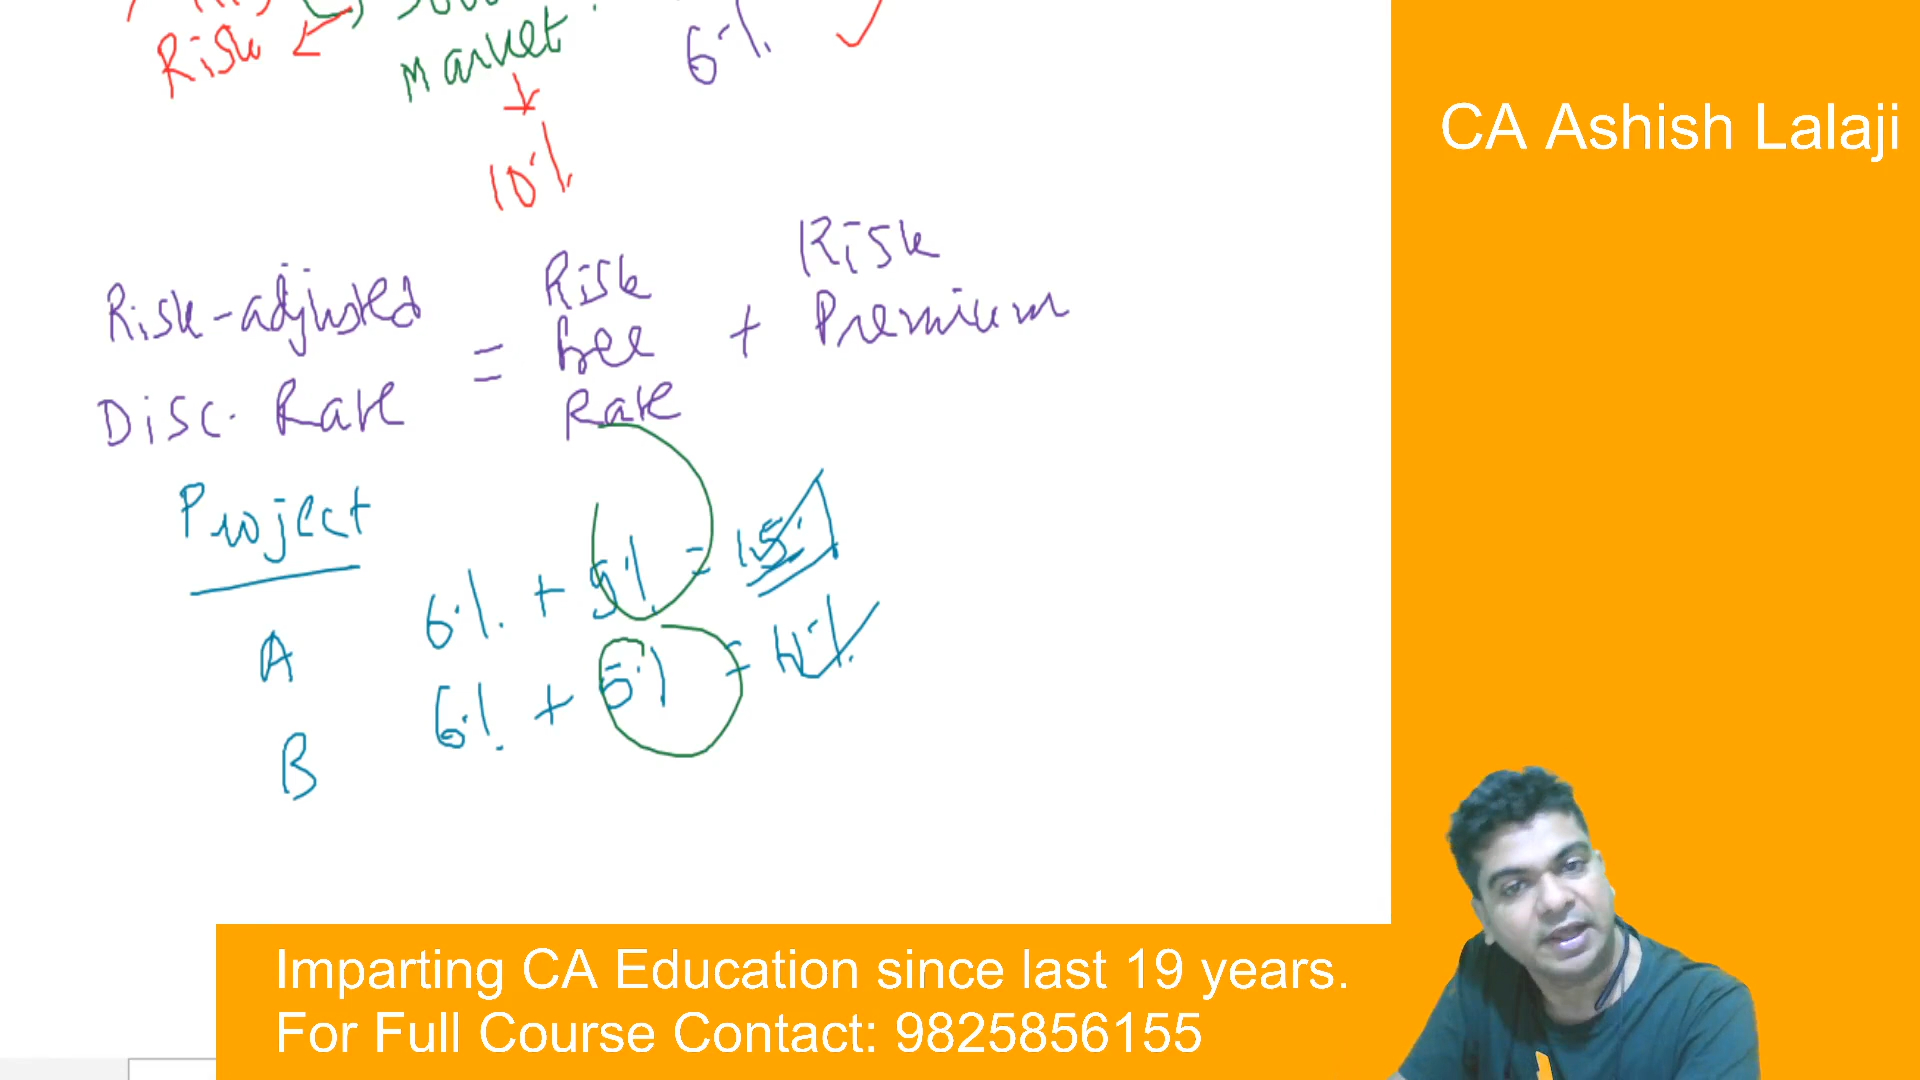 Risk
market
6%
10%
Risk-adjusted
Disc. Rate
=
Risk
free
Rate
+
Risk
Premium
Project
A
6% + 9% = 15%
B
6% + 5% = 11%
CA Ashish Lalaji
Imparting CA Education since last 19 years.
For Full Course Contact: 9825856155